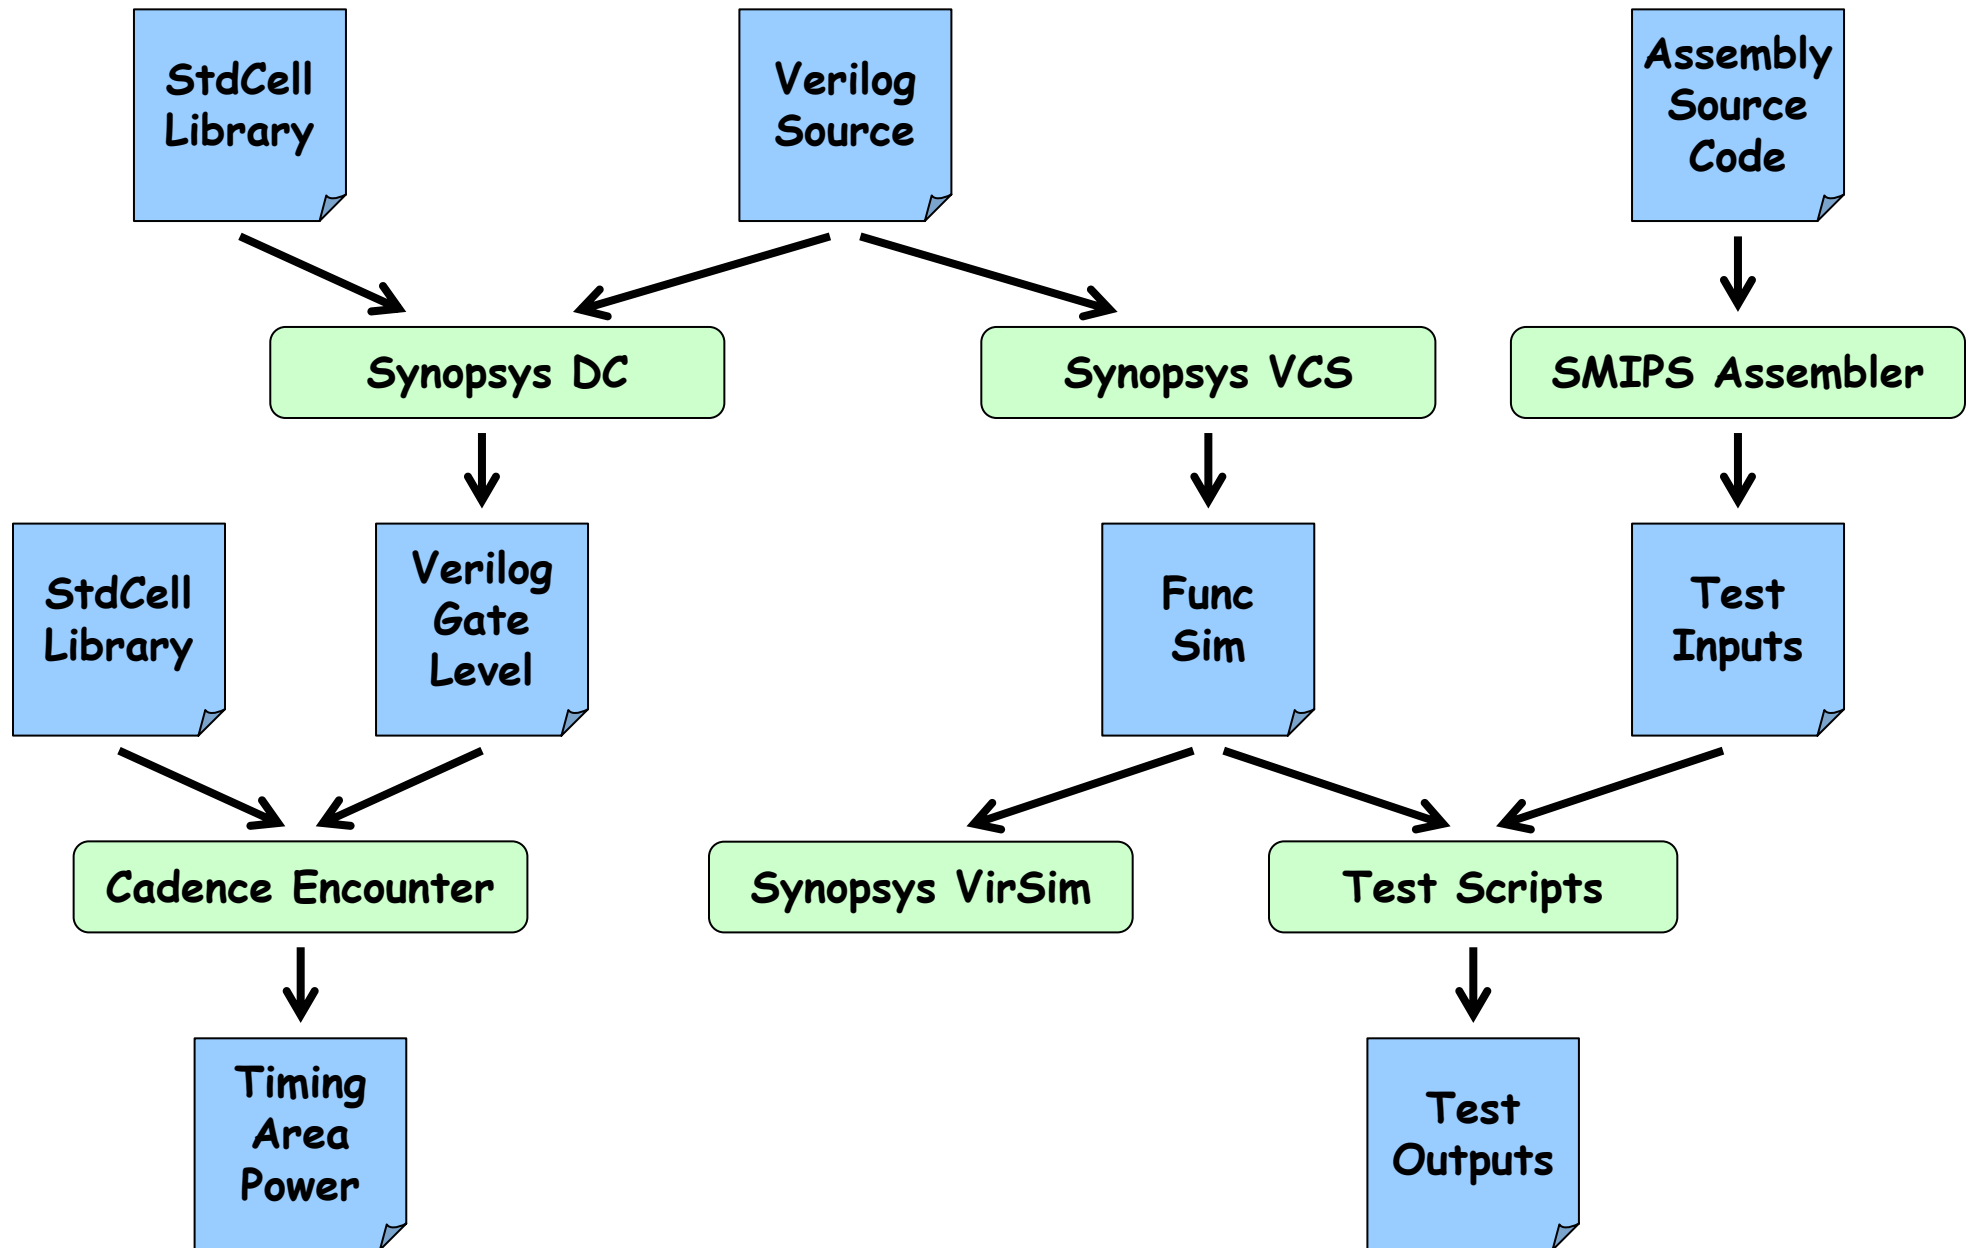 StdCell
Library
Verilog
Source
Assembly
Source
Code
Synopsys DC
Synopsys VCS
SMIPS Assembler
StdCell
Library
Verilog
Gate
Level
Func
Sim
Test
Inputs
Cadence Encounter
Synopsys VirSim
Test Scripts
Timing
Area
Power
Test
Outputs